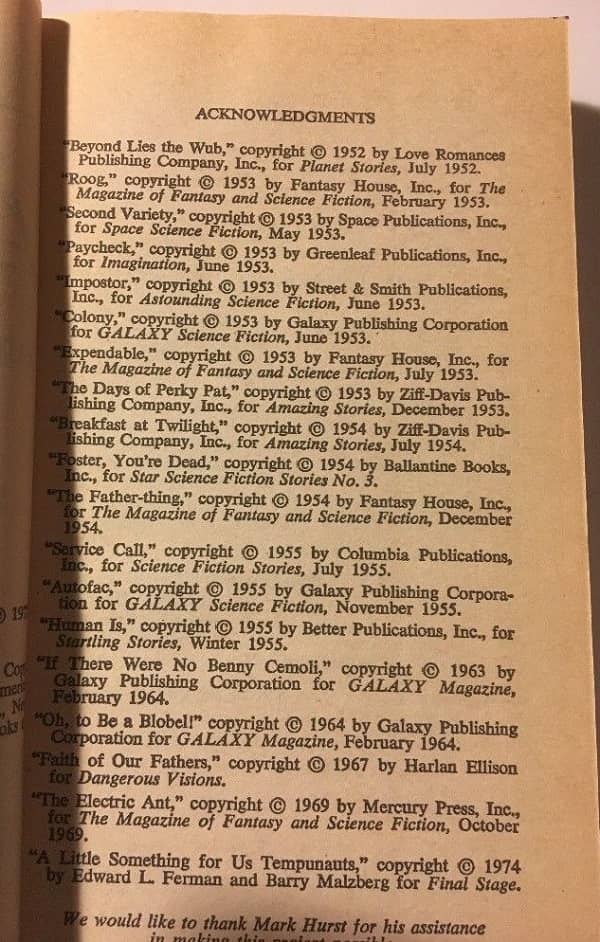 ACKNOWLEDGMENTS
"Beyond Lies the Wub," copyright © 1952 by Love Romances
Publishing Company, Inc., for Planet Stories, July 1952.
"Roog," copyright © 1953 by Fantasy House, Inc., for The
Magazine of Fantasy and Science Fiction, February 1953.
"Second Variety," copyright © 1953 by Space Publications, Inc.,
for Space Science Fiction, May 1953.
"Paycheck," copyright © 1953 by Greenleaf Publications, Inc.,
for Imagination, June 1953.
"Impostor," copyright © 1953 by Street & Smith Publications,
Inc., for Astounding Science Fiction, June 1953.
"Colony," copyright © 1953 by Galaxy Publishing Corporation
for GALAXY Science Fiction, June 1953.
"Expendable," copyright © 1953 by Fantasy House, Inc., for
The Magazine of Fantasy and Science Fiction, July 1953.
"The Days of Perky Pat," copyright © 1953 by Ziff-Davis Pub-
lishing Company, Inc., for Amazing Stories, December 1953.
"Breakfast at Twilight," copyright © 1954 by Ziff-Davis Pub-
lishing Company, Inc., for Amazing Stories, July 1954.
"Foster, You're Dead," copyright © 1954 by Ballantine Books,
Inc., for Star Science Fiction Stories No. 3.
"The Father-thing," copyright © 1954 by Fantasy House, Inc.,
for The Magazine of Fantasy and Science Fiction, December
1954.
"Service Call," copyright © 1955 by Columbia Publications,
Inc., for Science Fiction Stories, July 1955.
"Autofac," copyright © 1955 by Galaxy Publishing Corpora-
tion for GALAXY Science Fiction, November 1955.
"Human Is," copyright © 1955 by Better Publications, Inc., for
Startling Stories, Winter 1955.
"If There Were No Benny Cemoli," copyright © 1963 by
Galaxy Publishing Corporation for GALAXY Magazine,
February 1964.
"Oh, to Be a Blobel!" copyright © 1964 by Galaxy Publishing
Corporation for GALAXY Magazine, February 1964.
"Faith of Our Fathers," copyright © 1967 by Harlan Ellison
for Dangerous Visions.
"The Electric Ant," copyright © 1969 by Mercury Press, Inc.,
for The Magazine of Fantasy and Science Fiction, October
1969.
"A Little Something for Us Tempunauts," copyright © 1974
by Edward L. Ferman and Barry Malzberg for Final Stage.
We would like to thank Mark Hurst for his assistance
in making this project possible.